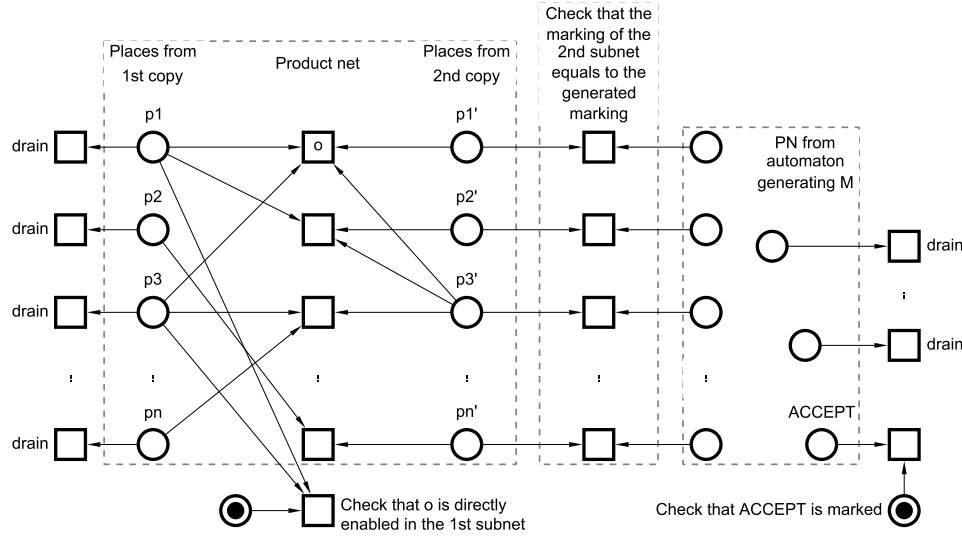 Places from
1st copy
Product net
Places from
2nd copy
Check that the
marking of the
2nd subnet
equals to the
generated
marking
PN from
automaton
generating M
p1
p1'
drain
o
p2
p2'
drain
drain
p3
p3'
drain
drain
pn
pn'
ACCEPT
drain
Check that o is directly
enabled in the 1st subnet
Check that ACCEPT is marked